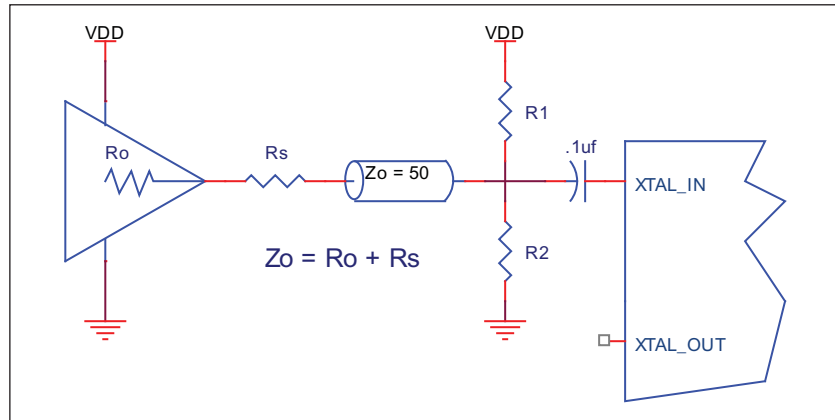 VDD
VDD
R1
Ro
Rs
Zo = 50
.1uf
XTAL_IN
Zo = Ro + Rs
R2
XTAL_OUT